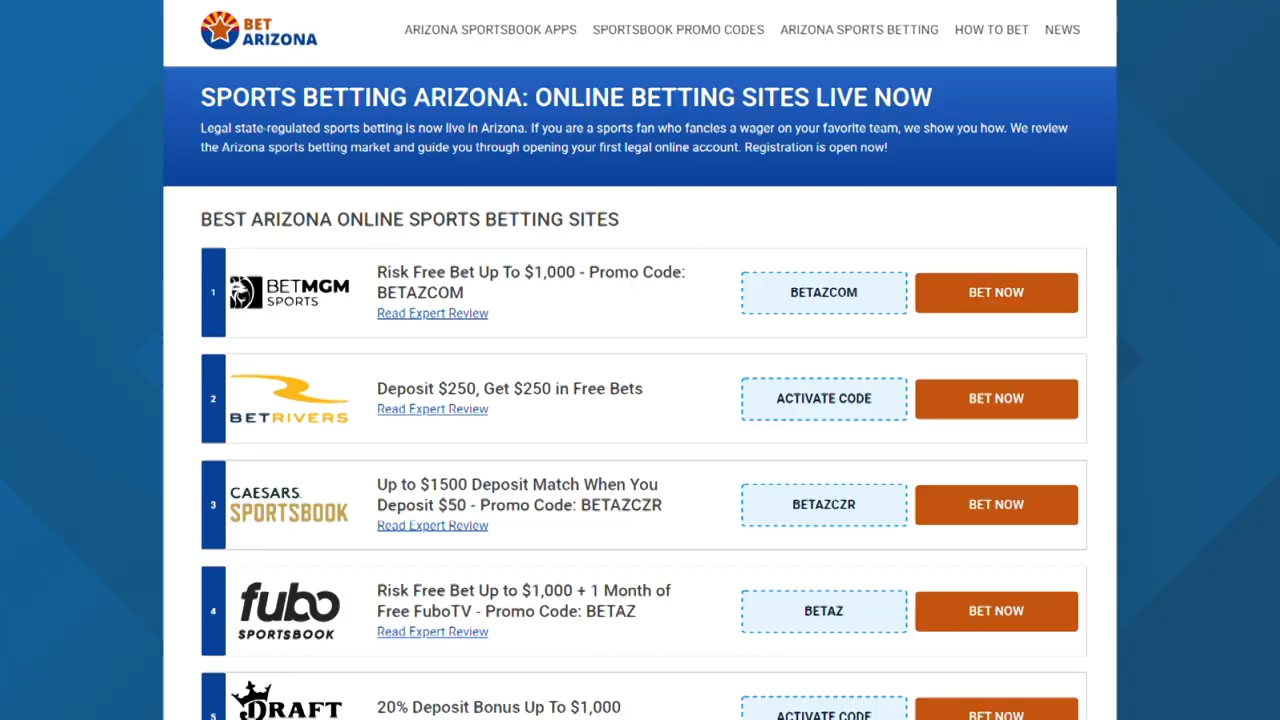 BET
ARIZONA
ARIZONA SPORTSBOOK APPS SPORTSBOOK PROMO CODES ARIZONA SPORTS BETTING HOW TO BET NEWS
SPORTS BETTING ARIZONA: ONLINE BETTING SITES LIVE NOW
Legal state-regulated sports betting is now live in Arizona. If you are a sports fan who fancies a wager on your favorite team, we show you how. We review
the Arizona sports betting market and guide you through opening your first legal online account. Registration is open now!
BEST ARIZONA ONLINE SPORTS BETTING SITES
1
BETMGM
SPORTS
Risk Free Bet Up To $1,000 - Promo Code:
BETAZCOM
Read Expert Review
BETAZCOM
BET NOW
2
BETRIVERS
Deposit $250, Get $250 in Free Bets
Read Expert Review
ACTIVATE CODE
BET NOW
3
CAESARS
SPORTSBOOK
Up to $1500 Deposit Match When You
Deposit $50 - Promo Code: BETAZCZR
Read Expert Review
BETAZCZR
BET NOW
4
fubo
SPORTSBOOK
Risk Free Bet Up to $1,000 + 1 Month of
Free FuboTV - Promo Code: BETAZ
Read Expert Review
BETAZ
BET NOW
5
DRAFT
20% Deposit Bonus Up To $1,000
ACTIVATE CODE
BET NOW